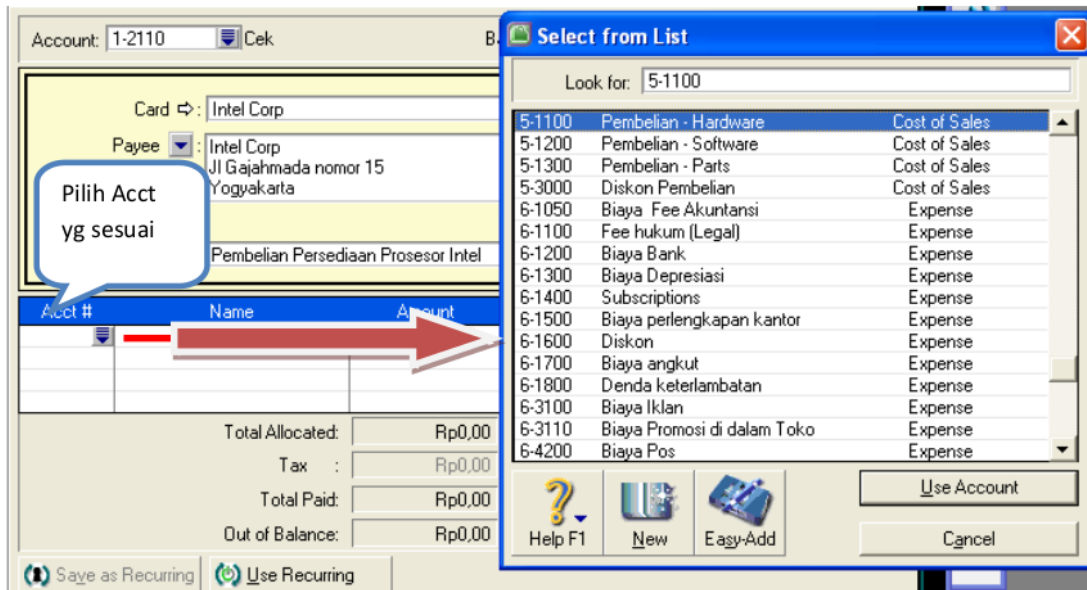 Account: 1-2110 Cek B
Card ⇨: Intel Corp
Payee : Intel Corp
Jl Gajahmada nomor 15
Yogyakarta
Pilih Acct
yg sesuai
Pembelian Persediaan Prosesor Intel
Acct # Name Amount
Total Allocated: Rp0,00
Tax : Rp0,00
Total Paid: Rp0,00
Out of Balance: Rp0,00
Save as Recurring Use Recurring
Select from List
Look for: 5-1100
5-1100 Pembelian - Hardware Cost of Sales
5-1200 Pembelian - Software Cost of Sales
5-1300 Pembelian - Parts Cost of Sales
5-3000 Diskon Pembelian Cost of Sales
6-1050 Biaya Fee Akuntansi Expense
6-1100 Fee hukum (Legal) Expense
6-1200 Biaya Bank Expense
6-1300 Biaya Depresiasi Expense
6-1400 Subscriptions Expense
6-1500 Biaya perlengkapan kantor Expense
6-1600 Diskon Expense
6-1700 Biaya angkut Expense
6-1800 Denda keterlambatan Expense
6-3100 Biaya Iklan Expense
6-3110 Biaya Promosi di dalam Toko Expense
6-4200 Biaya Pos Expense
Help F1 New Easy-Add
Use Account
Cancel